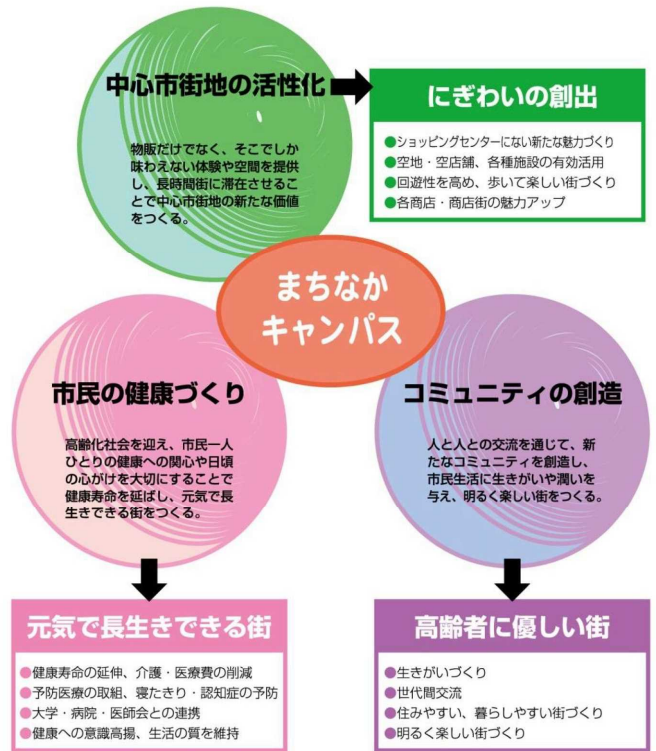 中心市街地の活性化
物販だけでなく、そこでしか
味わえない体験や空間を提供
し、長時間街に滞在させるこ
とで中心市街地の新たな価値
をつくる。
にぎわいの創出
●ショッピングセンターにない新たな魅力づくり
●空地・空店舗、各種施設の有効活用
●回遊性を高め、歩いて楽しい街づくり
●各商店・商店街の魅力アップ
まちなか
キャンパス
市民の健康づくり
高齢化社会を迎え、市民一人
ひとりの健康への関心や日頃
の心がけを大切にすることで
健康寿命を延ばし、元気で長
生きできる街をつくる。
コミュニティの創造
人と人との交流を通じて、新
たなコミュニティを創造し、
市民生活に生きがいや潤いを
与え、明るく楽しい街をつくる。
元気で長生きできる街
●健康寿命の延伸、介護・医療費の削減
●予防医療の取組、寝たきり・認知症の予防
●大学・病院・医師会との連携
●健康への意識高揚、生活の質を維持
高齢者に優しい街
●生きがいづくり
●世代間交流
●住みやすい、暮らしやすい街づくり
●明るく楽しい街づくり